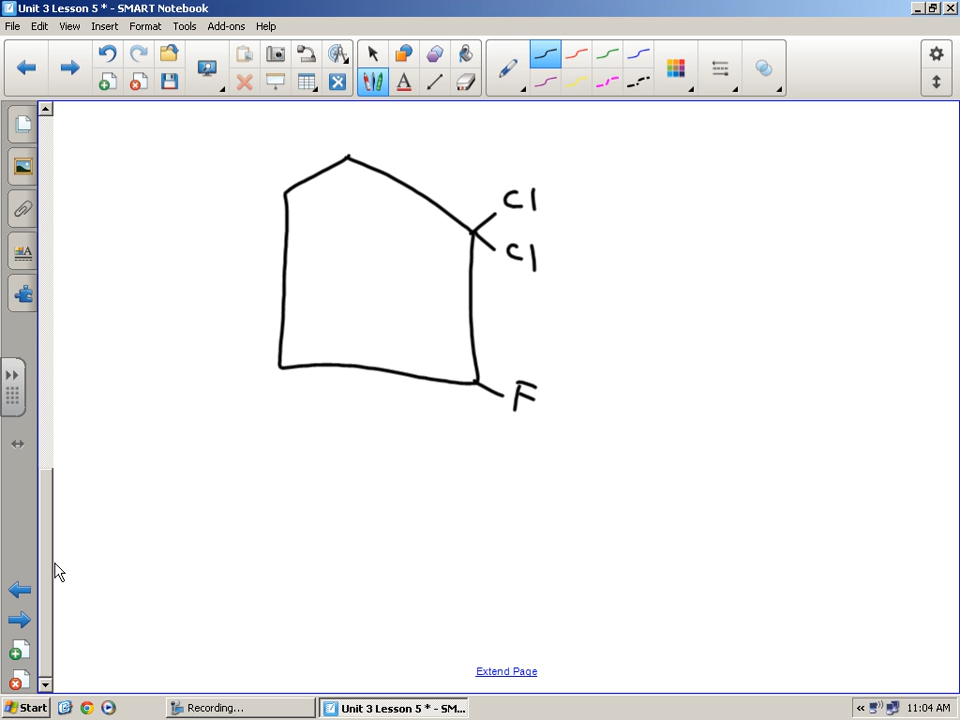 Unit 3 Lesson 5 * - SMART Notebook
File Edit View Insert Format Tools Add-ons Help
Cl
Cl
F
Extend Page
Start Recording... Unit 3 Lesson 5 * - SM... 11:04 AM